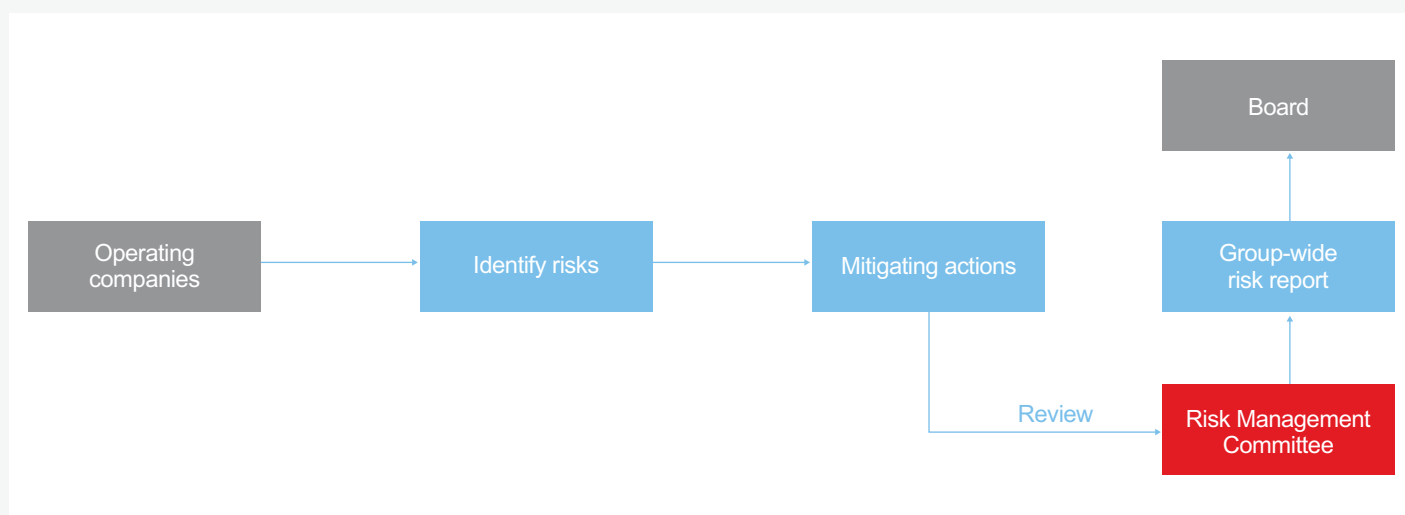 Board
Operating
companies
Identify risks
Mitigating actions
Group-wide
risk report
Review
Risk Management
Committee